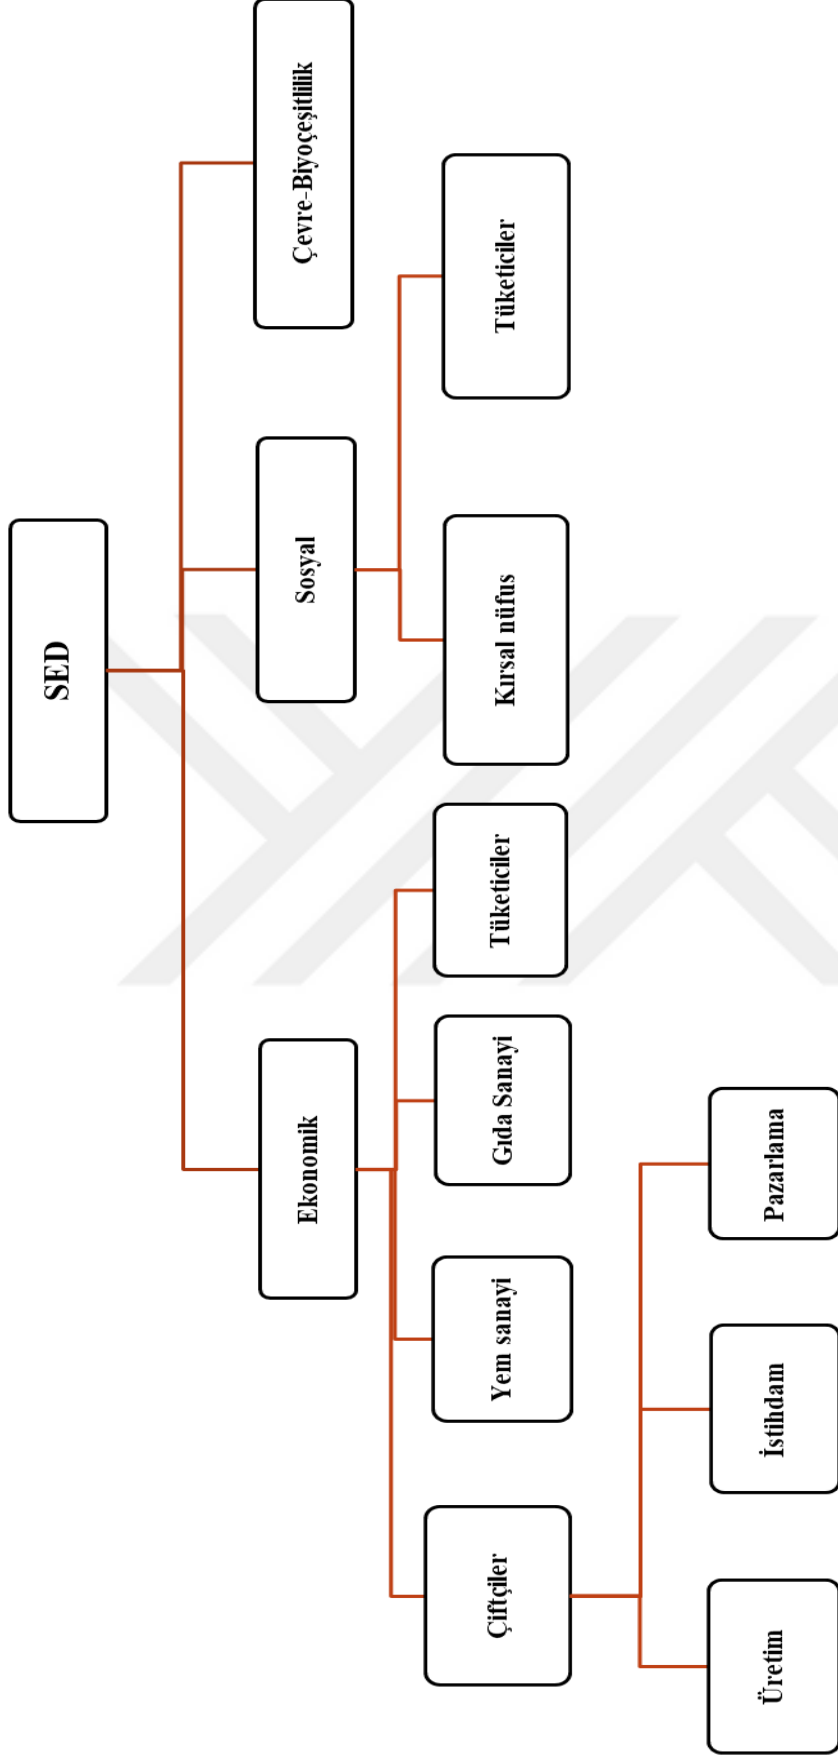 SED
Ekonomik
Sosyal
Çevre-Biyoçeşitlilik
Çiftçiler
Yem sanayi
Gıda Sanayi
Tüketiciler
Kırsal nüfus
Tüketiciler
Üretim
İstihdam
Pazarlama